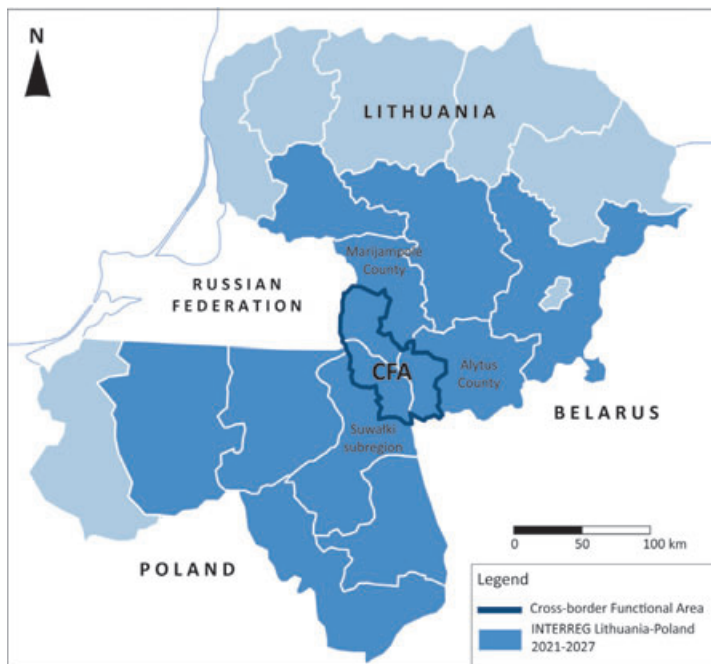 N
LITHUANIA
Marijampolė
County
RUSSIAN
FEDERATION
CFA
Alytus
County
BELARUS
Suwałki
subregion
POLAND
0 50 100 km
Legend
Cross-border Functional Area
INTERREG Lithuania-Poland
2021-2027